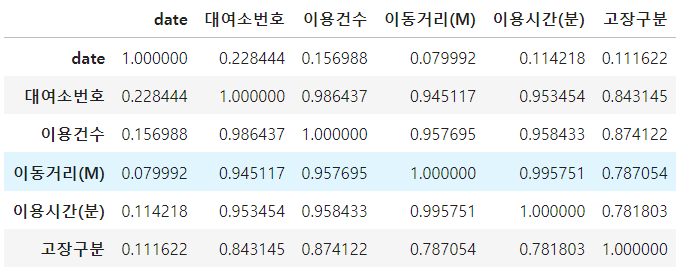 date 대여소번호 이용건수 이동거리(M) 이용시간(분) 고장구분
date 1.000000 0.228444 0.156988 0.079992 0.114218 0.111622
대여소번호 0.228444 1.000000 0.986437 0.945117 0.953454 0.843145
이용건수 0.156988 0.986437 1.000000 0.957695 0.958433 0.874122
이동거리(M) 0.079992 0.945117 0.957695 1.000000 0.995751 0.787054
이용시간(분) 0.114218 0.953454 0.958433 0.995751 1.000000 0.781803
고장구분 0.111622 0.843145 0.874122 0.787054 0.781803 1.000000